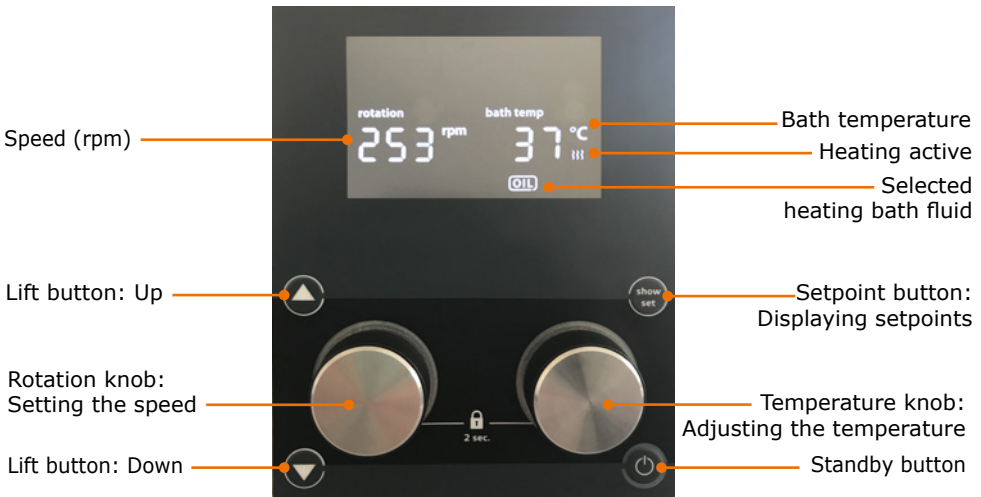 rotation
bath temp
Speed (rpm)
253 rpm
37 °C
OIL
Bath temperature
Heating active
Selected
heating bath fluid
Lift button: Up
show
set
Setpoint button:
Displaying setpoints
Rotation knob:
Setting the speed
2 sec.
Temperature knob:
Adjusting the temperature
Lift button: Down
Standby button